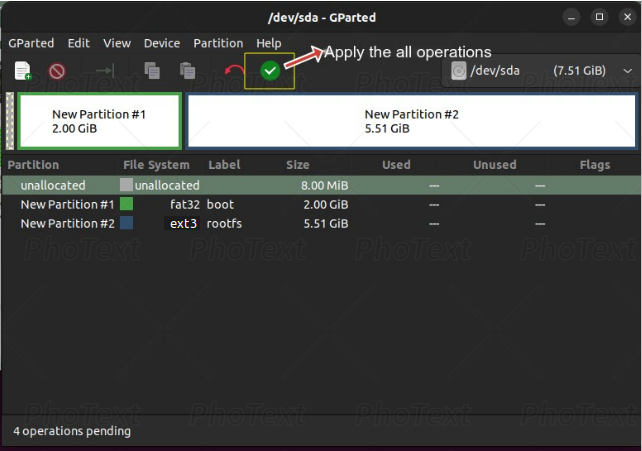 /dev/sda - GParted
GParted Edit View Device Partition Help
Apply the all operations
/dev/sda (7.51 GiB)
New Partition #1
2.00 GiB
New Partition #2
5.51 GiB
Partition File System Label Size Used Unused Flags
unallocated unallocated 8.00 MiB --- ---
New Partition #1 fat32 boot 2.00 GiB --- ---
New Partition #2 ext3 rootfs 5.51 GiB --- ---
PhoText PhoText PhoText PhoText
PhoText PhoText PhoText PhoText
4 operations pending